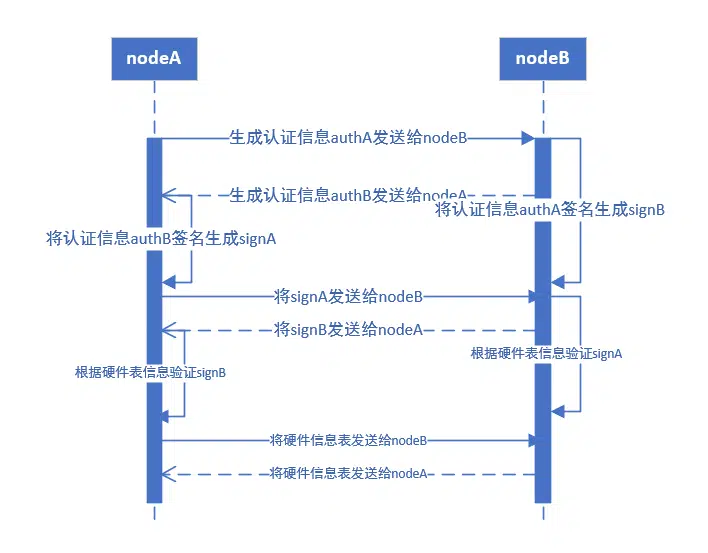 nodeA
nodeB
生成认证信息authA发送给nodeB
生成认证信息authB发送给nodeA
将认证信息authA签名生成signB
将认证信息authB签名生成signA
将signA发送给nodeB
将signB发送给nodeA
根据硬件表信息验证signA
根据硬件表信息验证signB
将硬件信息表发送给nodeB
将硬件信息表发送给nodeA